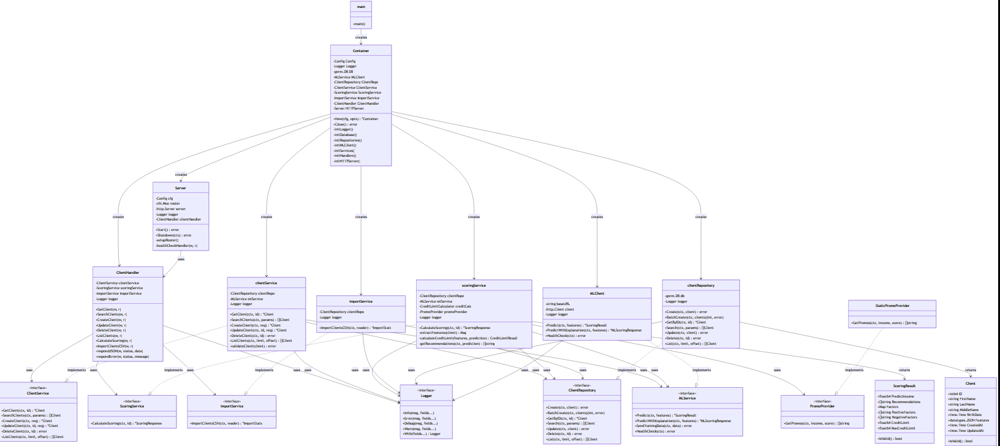 main
+main()
creates
Container
-Config Config
-Logger Logger
-gorm.DB DB
-MLService MLClient
-ClientRepository ClientRepo
-ClientService ClientService
-ScoringService ScoringService
-ImportService ImportService
-ClientHandler ClientHandler
-Server HTTPServer
+New(cfg, opts) : *Container
+Close() : error
-initLogger()
-initDatabase()
-initRepositories()
-initMLClient()
-initServices()
-initHandlers()
-initHTTPServer()
creates
Server
-Config cfg
-chi.Mux router
-http.Server server
-Logger logger
-ClientHandler clientHandler
+Start() : error
+Shutdown(ctx) : error
-setupRouter()
-healthCheckHandler(w, r)
creates
creates
creates
creates
creates
creates
uses
ClientHandler
-ClientService clientService
-ScoringService scoringService
-ImportService importService
-Logger logger
+GetClient(w, r)
+SearchClients(w, r)
+CreateClient(w, r)
+UpdateClient(w, r)
+DeleteClient(w, r)
+ListClients(w, r)
+CalculateScoring(w, r)
+ImportClientsCSV(w, r)
-respondJSON(w, status, data)
-respondError(w, status, message)
clientService
-ClientRepository clientRepo
-MLService mlService
-Logger logger
+GetClient(ctx, id) : *Client
+SearchClients(ctx, params) : []Client
+CreateClient(ctx, req) : *Client
+UpdateClient(ctx, id, req) : *Client
+DeleteClient(ctx, id) : error
+ListClients(ctx, limit, offset) : []Client
-validateClient(client) : error
importService
-ClientRepository clientRepo
-Logger logger
+ImportClientsCSV(ctx, reader) : *ImportStats
scoringService
-ClientRepository clientRepo
-MLService mlService
-CreditLimitCalculator creditCalc
-PromoProvider promoProvider
-Logger logger
+CalculateScoring(ctx, id) : *ScoringResponse
-extractFeatures(client) : Map
-calculateCreditLimit(features, prediction) : CreditLimitResult
-getRecommendations(ctx, prediction) : []string
MLClient
-string baseURL
-http.Client client
-Logger logger
+Predict(ctx, features) : *ScoringResult
+PredictWithExplanation(ctx, features) : *MLScoringResponse
+HealthCheck(ctx) : error
clientRepository
-gorm.DB db
-Logger logger
+Create(ctx, client) : error
+BatchCreate(ctx, clients)(int, error)
+GetByID(ctx, id) : *Client
+Search(ctx, params) : []Client
+Update(ctx, client) : error
+Delete(ctx, id) : error
+List(ctx, limit, offset) : []Client
StaticPromoProvider
+GetPromos(ctx, income, score) : []string
uses
implements
uses
implements
uses
implements
uses
uses
uses
uses
uses
uses
uses
uses
implements
uses
uses
implements
uses
implements
returns
returns
«interface»
ClientService
+GetClient(ctx, id) : *Client
+SearchClients(ctx, params) : []Client
+CreateClient(ctx, req) : *Client
+UpdateClient(ctx, id, req) : *Client
+DeleteClient(ctx, id) : error
+ListClients(ctx, limit, offset) : []Client
«interface»
ScoringService
+CalculateScoring(ctx, id) : *ScoringResponse
«interface»
ImportService
+ImportClientsCSV(ctx, reader) : *ImportStats
«interface»
Logger
+Info(msg, fields...)
+Error(msg, fields...)
+Debug(msg, fields...)
+Warn(msg, fields...)
+With(fields...) : Logger
«interface»
ClientRepository
+Create(ctx, client) : error
+BatchCreate(ctx, clients)(int, error)
+GetByID(ctx, id) : *Client
+Search(ctx, params) : []Client
+Update(ctx, client) : error
+Delete(ctx, id) : error
+List(ctx, limit, offset) : []Client
«interface»
MLService
+Predict(ctx, features) : *ScoringResult
+PredictWithExplanation(ctx, features) : *MLScoringResponse
+SendTrainingData(ctx, data) : error
+HealthCheck(ctx) : error
«interface»
PromoProvider
+GetPromos(ctx, income, score) : []string
ScoringResult
+float64 PredictIncome
+[]string Recommendations
+Map Factors
+[]string PositiveFactors
+[]string NegativeFactors
+float64 CreditLimit
+float64 MaxCreditLimit
+IsValid() : bool
Client
+int64 ID
+string FirstName
+string LastName
+string MiddleName
+time.Time BirthDate
+datatypes.JSON Features
+time.Time CreatedAt
+time.Time UpdatedAt
+IsValid() : bool